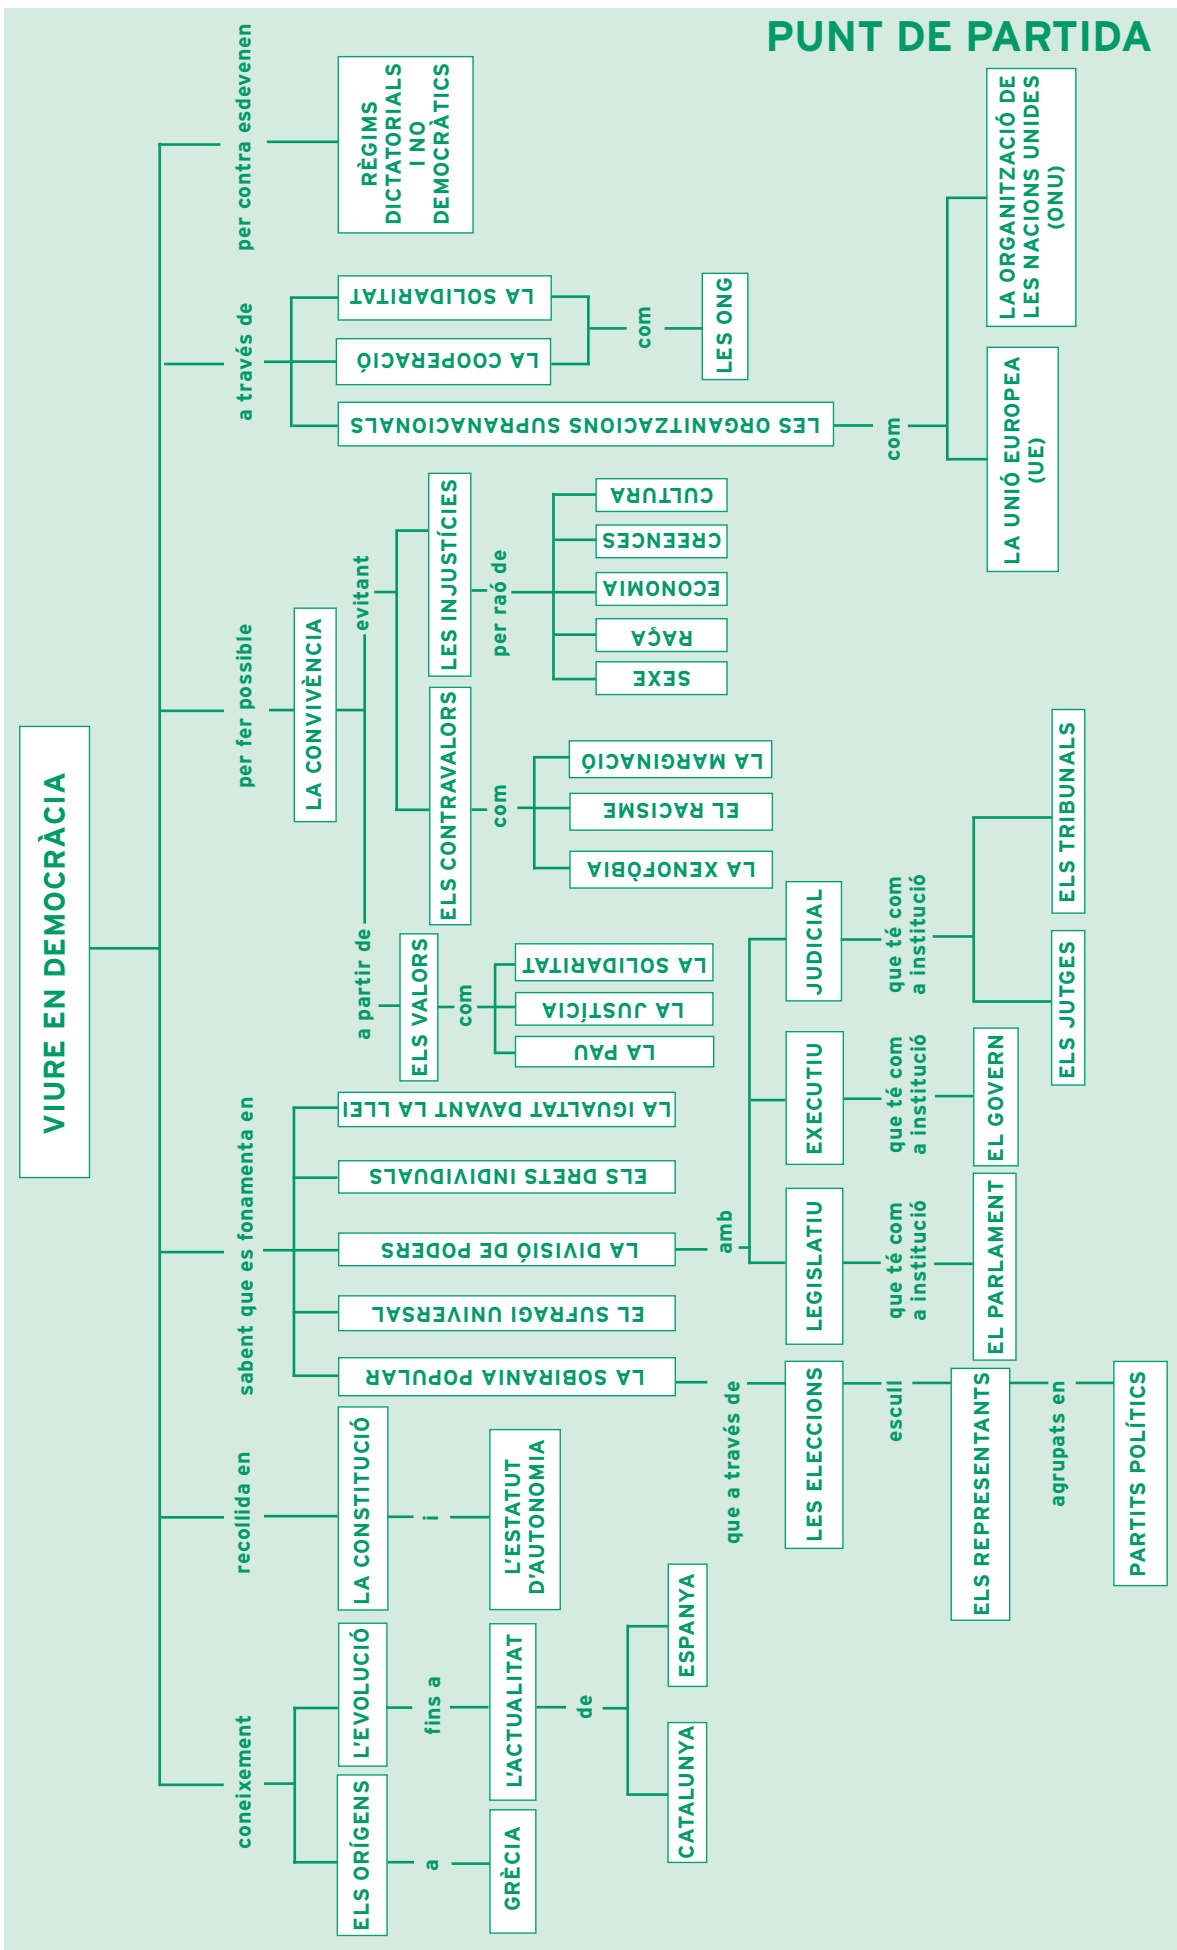 PUNT DE PARTIDA
VIURE EN DEMOCRÀCIA
coneixement
ELS ORÍGENS
a
GRÈCIA
L'EVOLUCIÓ
fins a
L'ACTUALITAT
de
CATALUNYA
ESPANYA
recollida en
LA CONSTITUCIÓ
i
L'ESTATUT
D'AUTONOMIA
sabent que es fonamenta en
LA SOBIRANIA POPULAR
que a través de
LES ELECCIONS
escull
ELS REPRESENTANTS
agrupats en
PARTITS POLÍTICS
EL SUFRAGI UNIVERSAL
LA DIVISIÓ DE PODERS
amb
LEGISLATIU
que té com
a institució
EL PARLAMENT
EXECUTIU
que té com
a institució
EL GOVERN
JUDICIAL
que té com
a institució
ELS JUTGES
ELS TRIBUNALS
ELS DRETS INDIVIDUALS
LA IGUALTAT DAVANT LA LLEI
per fer possible
LA CONVIVÈNCIA
a partir de
ELS VALORS
com
LA PAU
LA JUSTÍCIA
LA SOLIDARITAT
evitant
ELS CONTRAVALORS
com
LA XENOFÒBIA
EL RACISME
LA MARGINACIÓ
LES INJUSTÍCIES
per raó de
SEXE
RAÇA
ECONOMIA
CREENCES
CULTURA
a través de
LES ORGANITZACIONS SUPRANACIONALS
com
LA UNIÓ EUROPEA
(UE)
LA ORGANITZACIÓ DE
LES NACIONS UNIDES
(ONU)
LA COOPERACIÓ
LA SOLIDARITAT
com
LES ONG
per contra esdevenen
RÈGIMS
DICTATORIALS
I NO
DEMOCRÀTICS